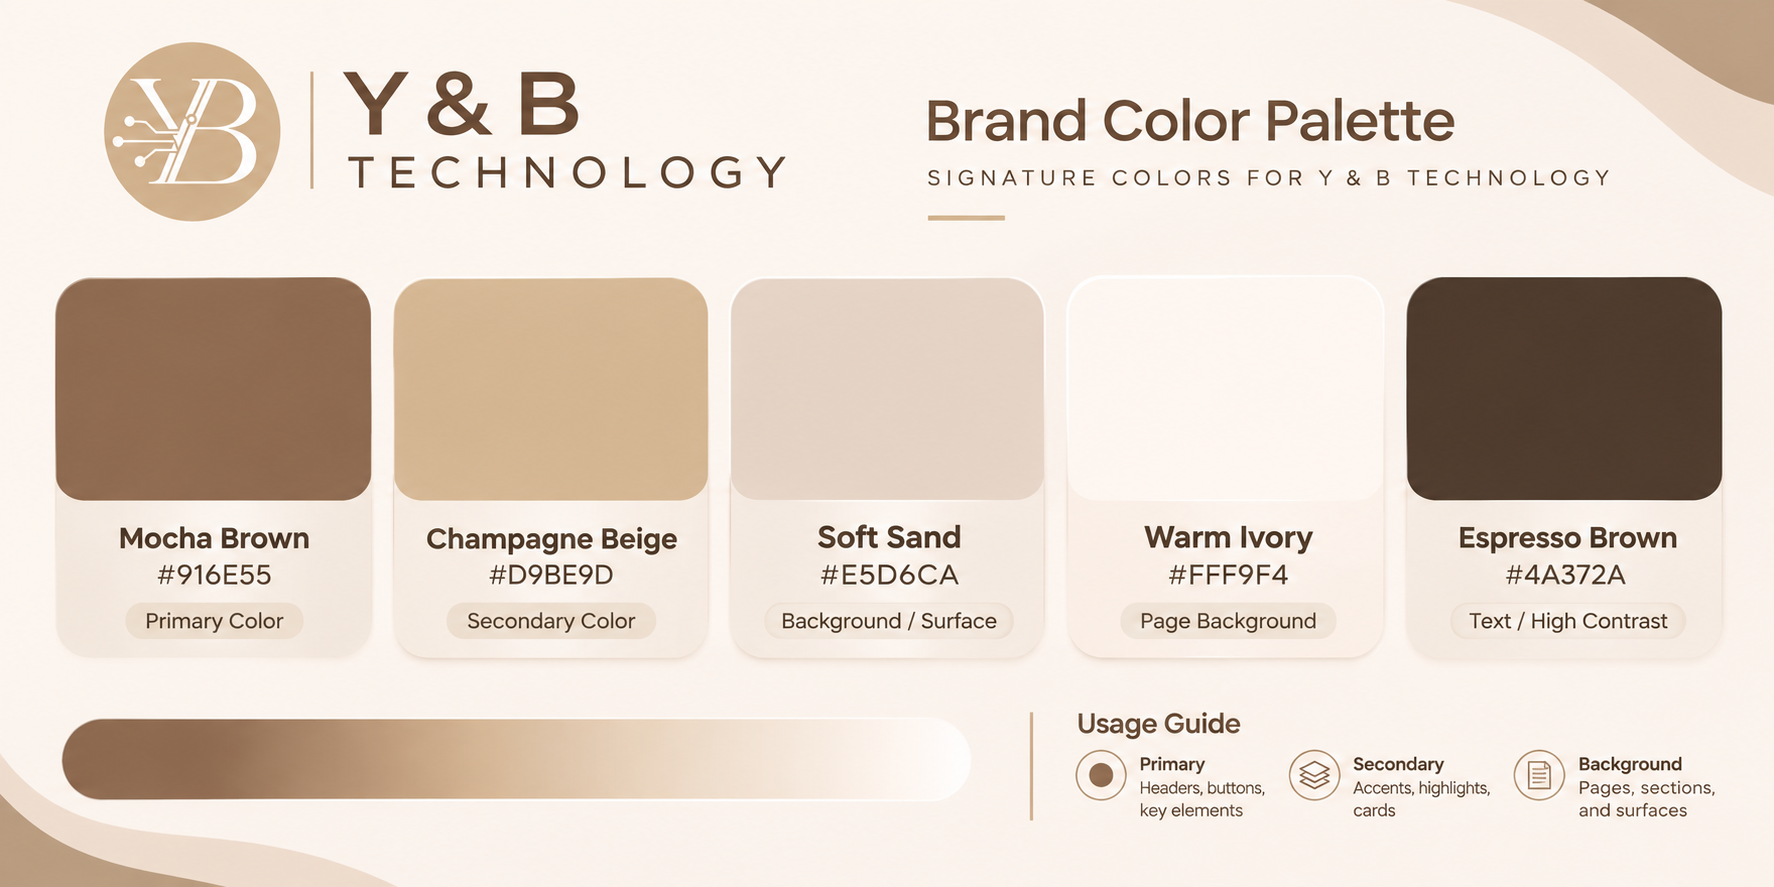 YB
Y & B
TECHNOLOGY
Brand Color Palette
SIGNATURE COLORS FOR Y & B TECHNOLOGY
Mocha Brown
#916E55
Primary Color
Champagne Beige
#D9BE9D
Secondary Color
Soft Sand
#E5D6CA
Background / Surface
Warm Ivory
#FFF9F4
Page Background
Espresso Brown
#4A372A
Text / High Contrast
Usage Guide
Primary
Headers, buttons,
key elements
Secondary
Accents, highlights,
cards
Background
Pages, sections,
and surfaces